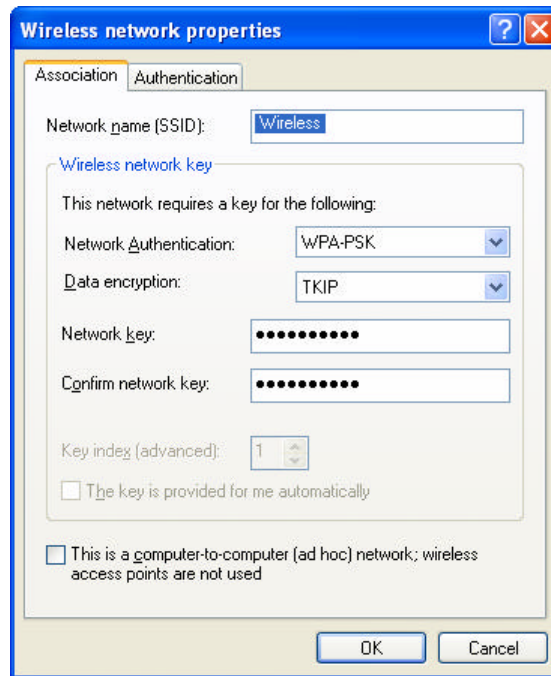 Wireless network properties
Association
Authentication
Network name (SSID):
Wireless
Wireless network key
This network requires a key for the following:
Network Authentication:
WPA-PSK
Data encryption:
TKIP
Network key:
••••••••••
Confirm network key:
••••••••••
Key index (advanced):
1
The key is provided for me automatically
This is a computer-to-computer (ad hoc) network; wireless
access points are not used
OK
Cancel